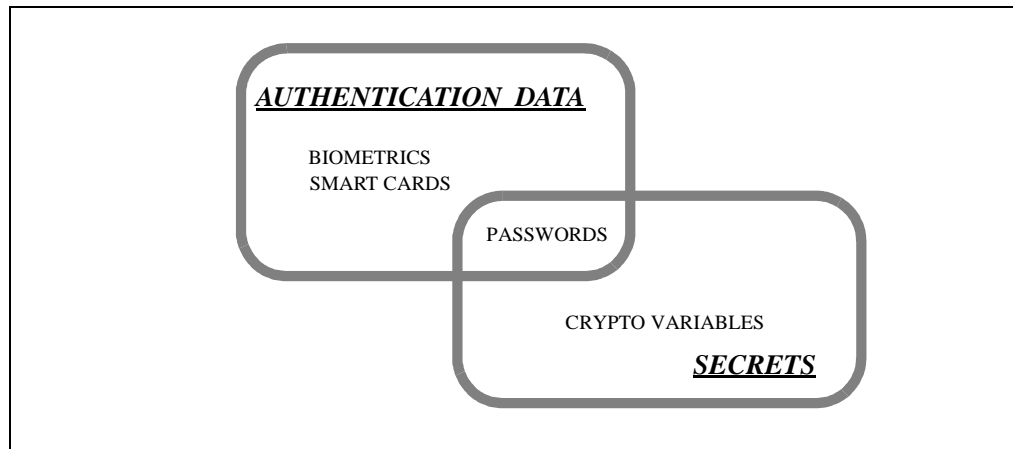 AUTHENTICATION DATA
BIOMETRICS
SMART CARDS
PASSWORDS
CRYPTO VARIABLES
SECRETS